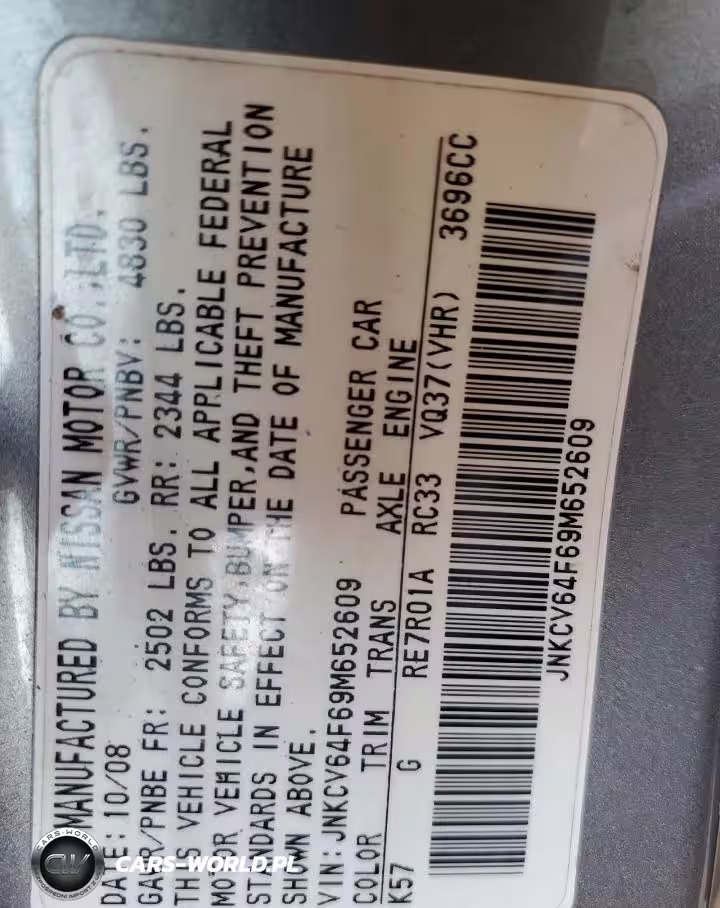 MANUFACTURED BY NISSAN MOTOR CO.,LTD.
DATE:10/08 GVWR/PNBV: 4830 LBS.
GAWR/PNBE FR: 2502 LBS. RR: 2344 LBS.
THIS VEHICLE CONFORMS TO ALL APPLICABLE FEDERAL
MOTOR VEHICLE SAFETY,BUMPER,AND THEFT PREVENTION
STANDARDS IN EFFECT ON THE DATE OF MANUFACTURE
SHOWN ABOVE.
VIN:JNKCV64F69M652609 PASSENGER CAR
COLOR TRIM TRANS AXLE ENGINE
K57 G RE7R01A RC33 VQ37(VHR) 3696CC
JNKCV64F69M652609
CARS-WORLD
CW
CARS-WORLD.PL